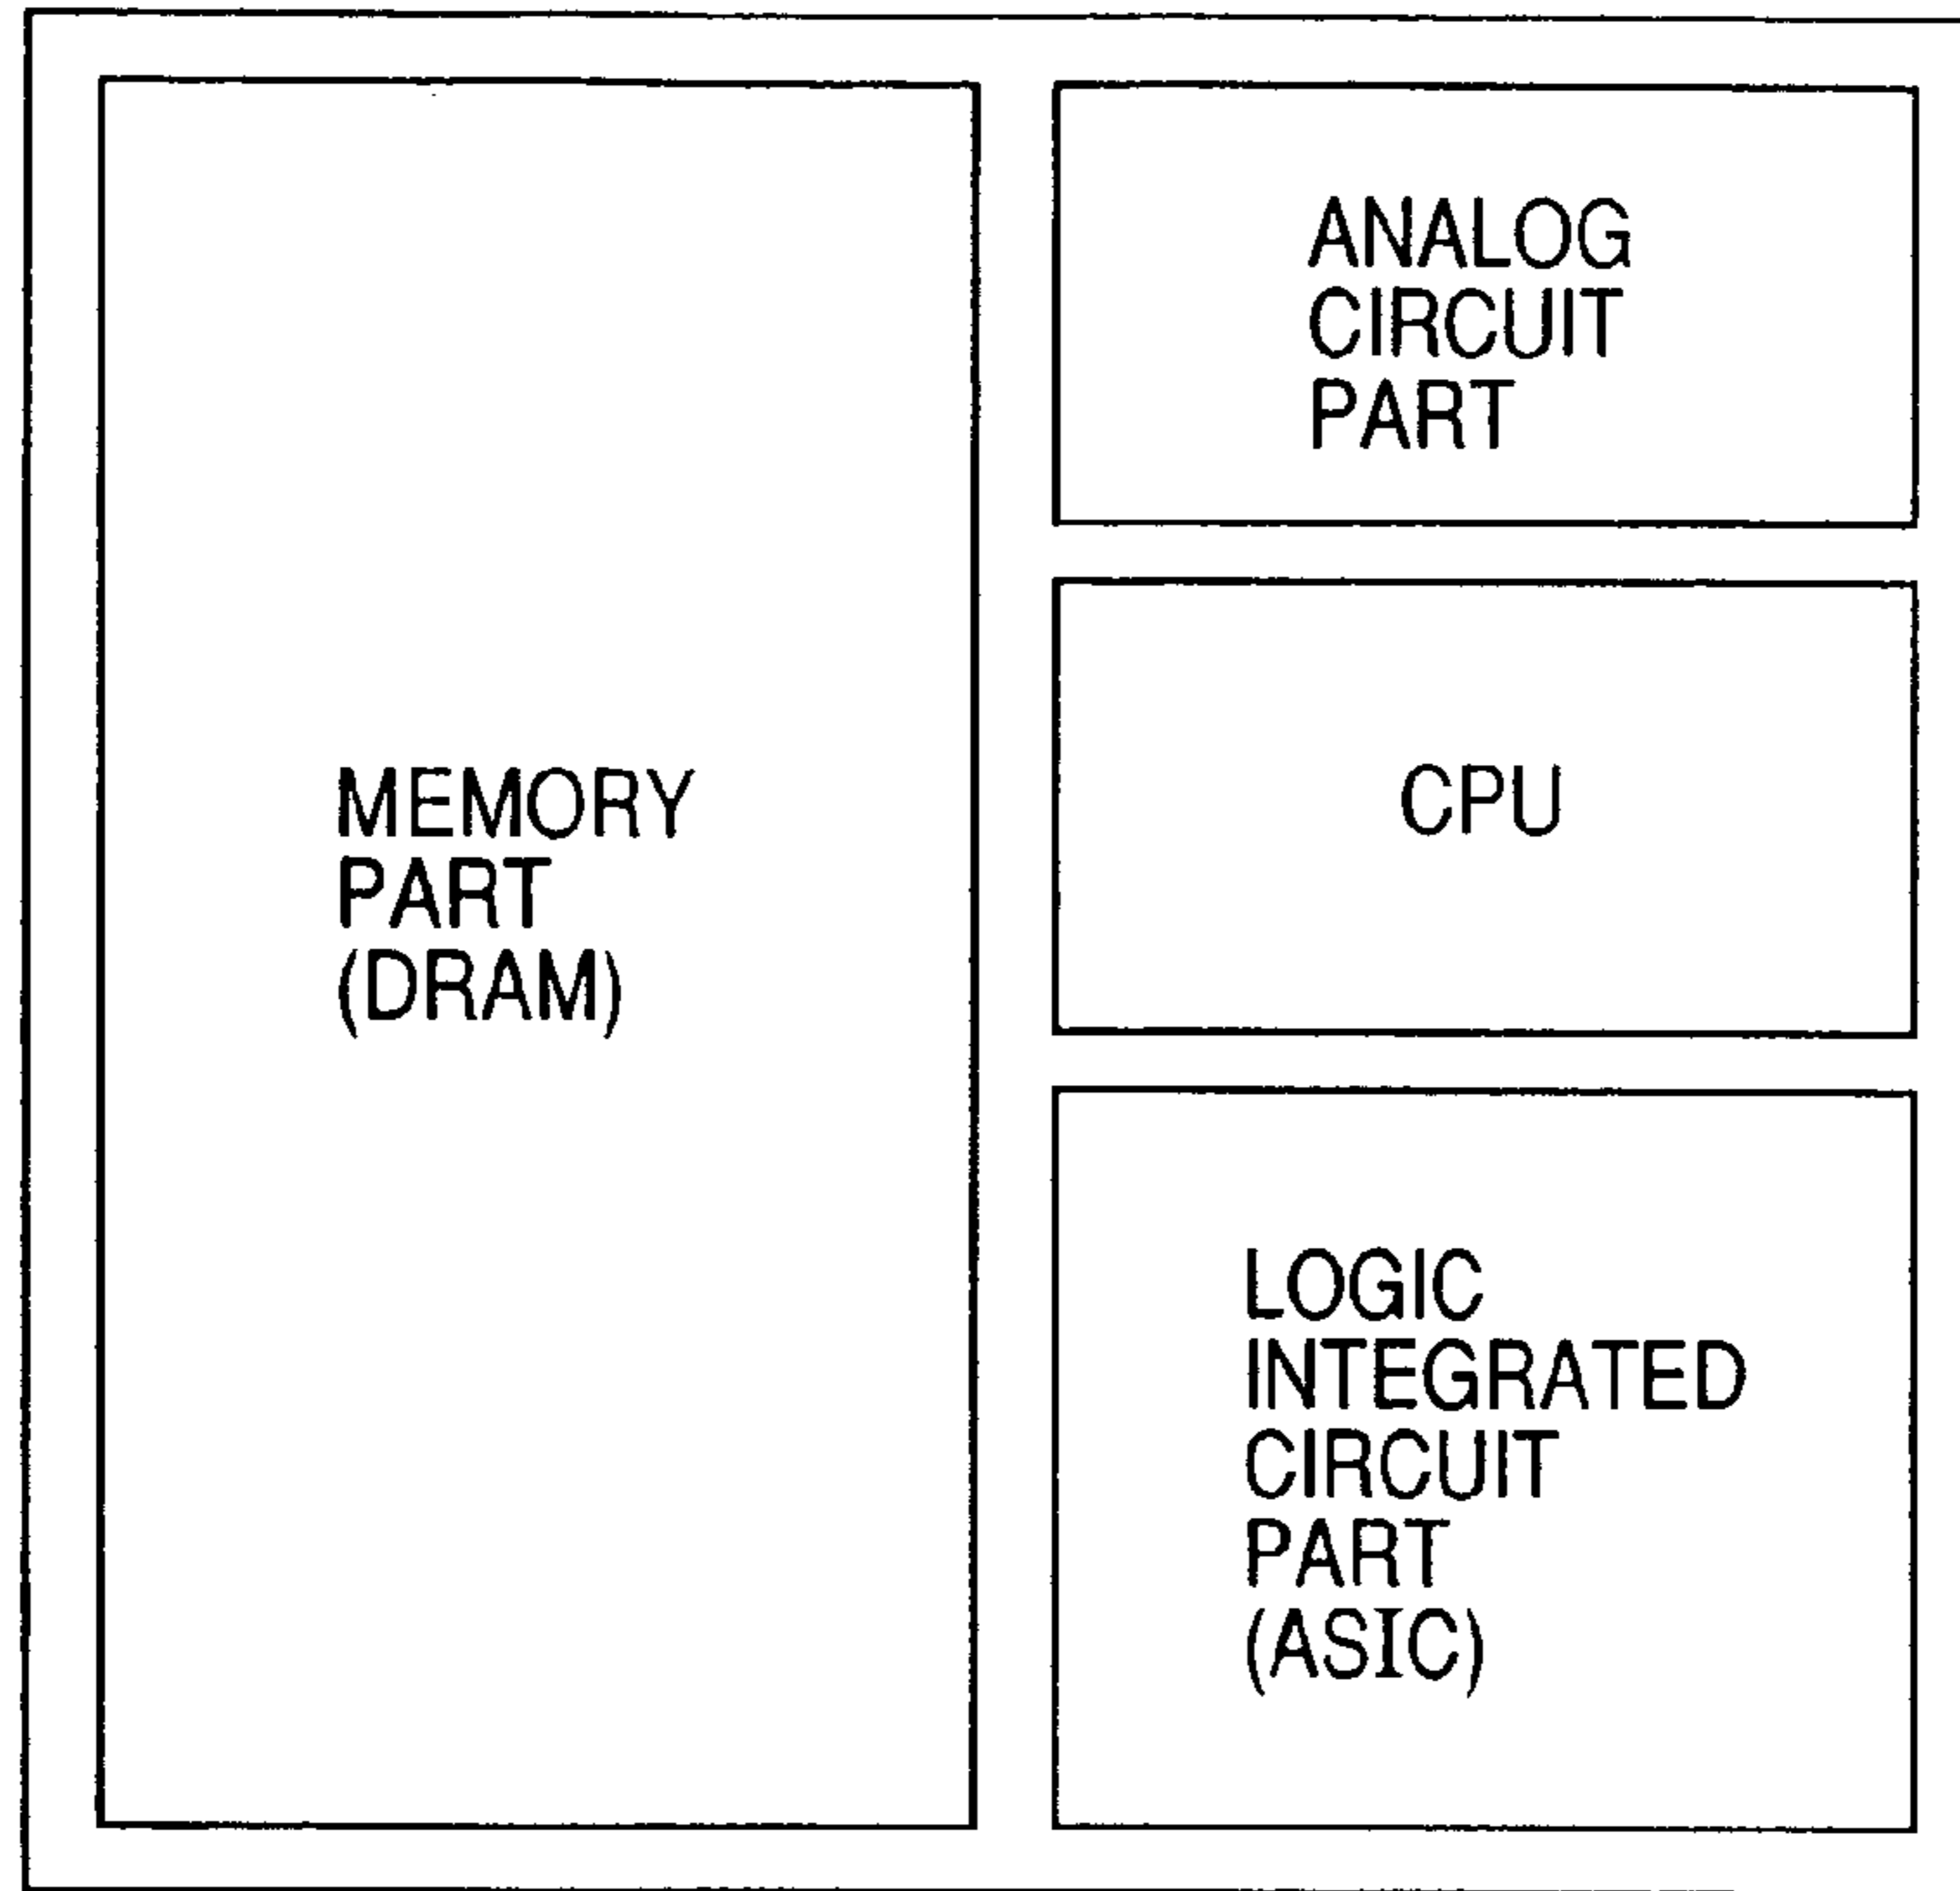 MEMORY
PART
(DRAM)
ANALOG
CIRCUIT
PART
CPU
LOGIC
INTEGRATED
CIRCUIT
PART
(ASIC)